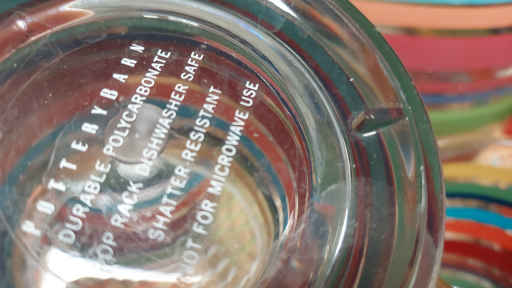 POTTERYBARN
DURABLE POLYCARBONATE
TOP RACK DISHWASHER SAFE
SHATTER RESISTANT
NOT FOR MICROWAVE USE